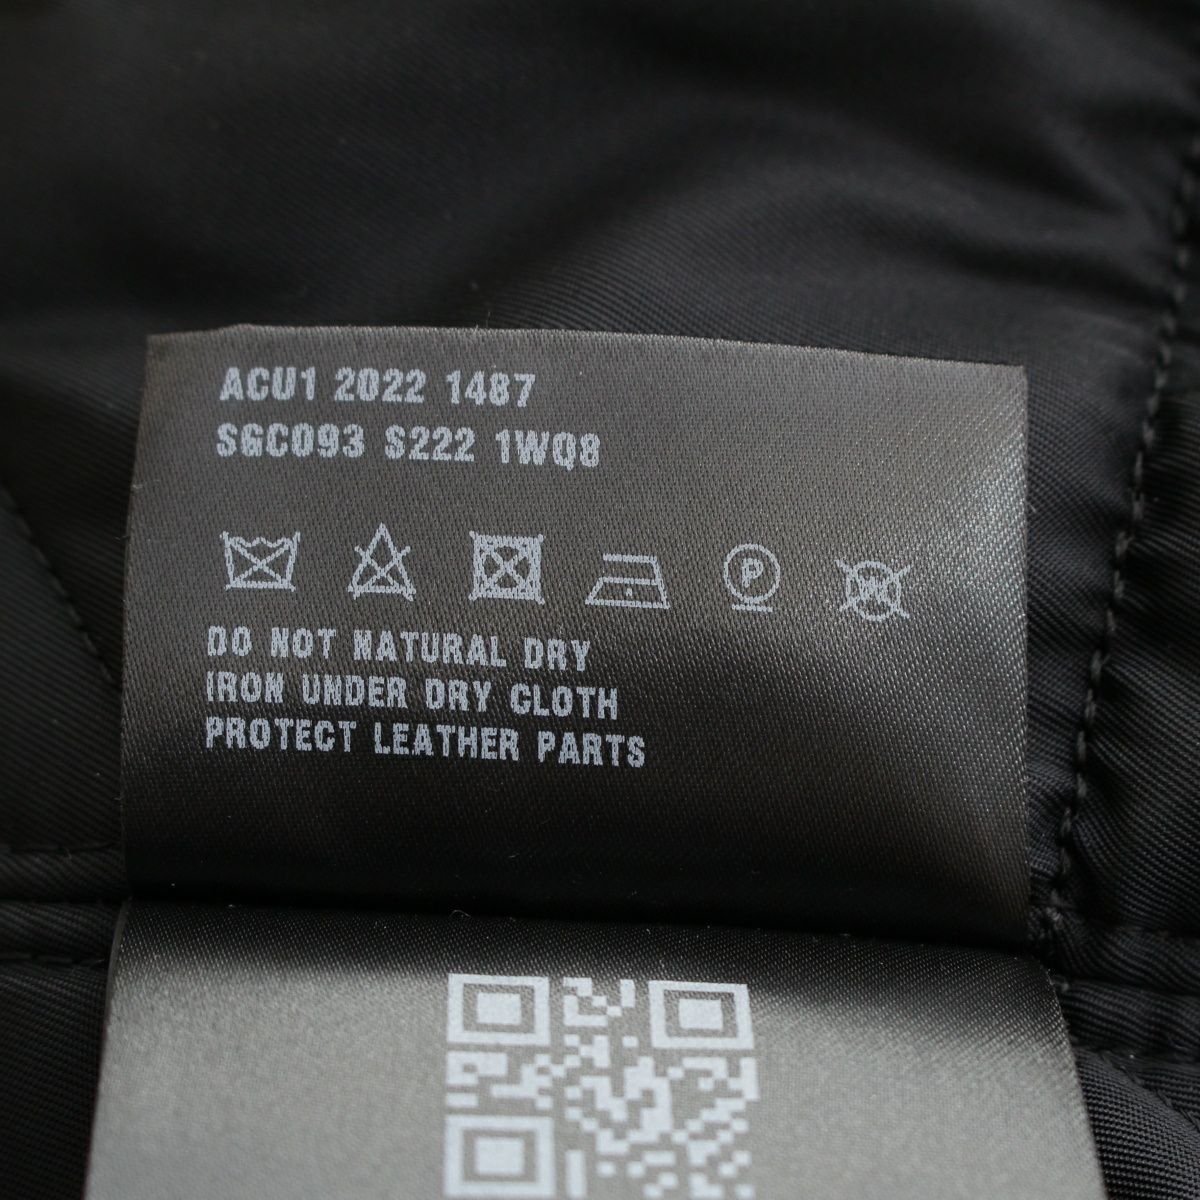 ACU1 2022 1487
SGC093 S222 1WQ8
P
W
DO NOT NATURAL DRY
IRON UNDER DRY CLOTH
PROTECT LEATHER PARTS